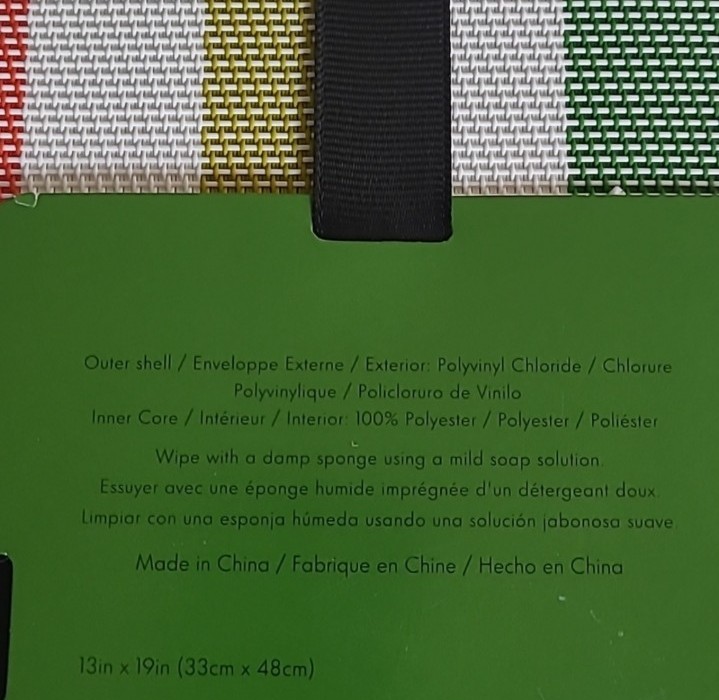 Outer shell / Enveloppe Externe / Exterior: Polyvinyl Chloride / Chlorure
Polyvinylique / Policloruro de Vinilo
Inner Core / Intérieur / Interior: 100% Polyester / Polyester / Poliéster
Wipe with a damp sponge using a mild soap solution.
Essuyer avec une éponge humide imprégnée d'un détergeant doux.
Limpiar con una esponja húmeda usando una solución jabonosa suave.
Made in China / Fabrique en Chine / Hecho en China
13in x 19in (33cm x 48cm)